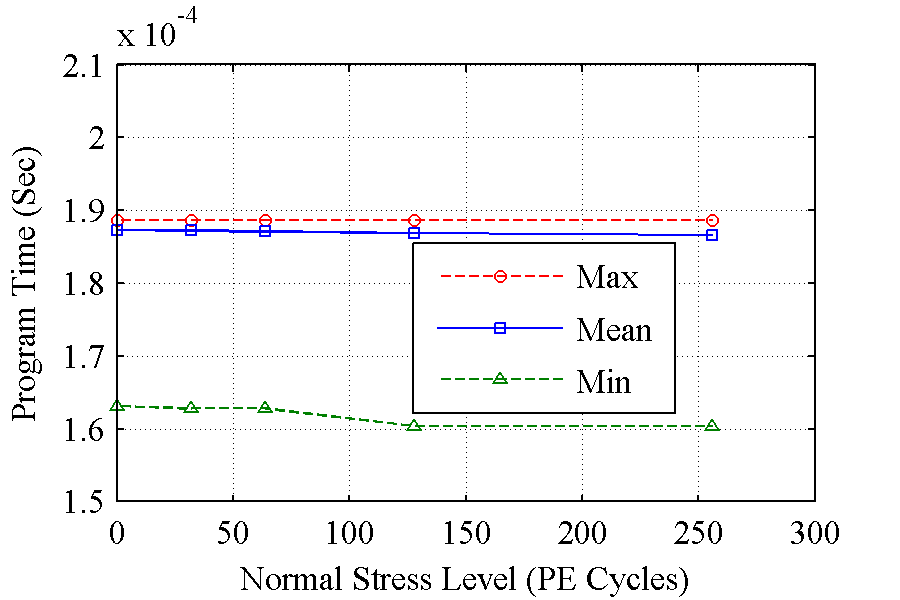 x 10^-4
2.1
2
1.9
1.8
1.7
1.6
1.5
Program Time (Sec)
Max
Mean
Min
0 50 100 150 200 250 300
Normal Stress Level (PE Cycles)